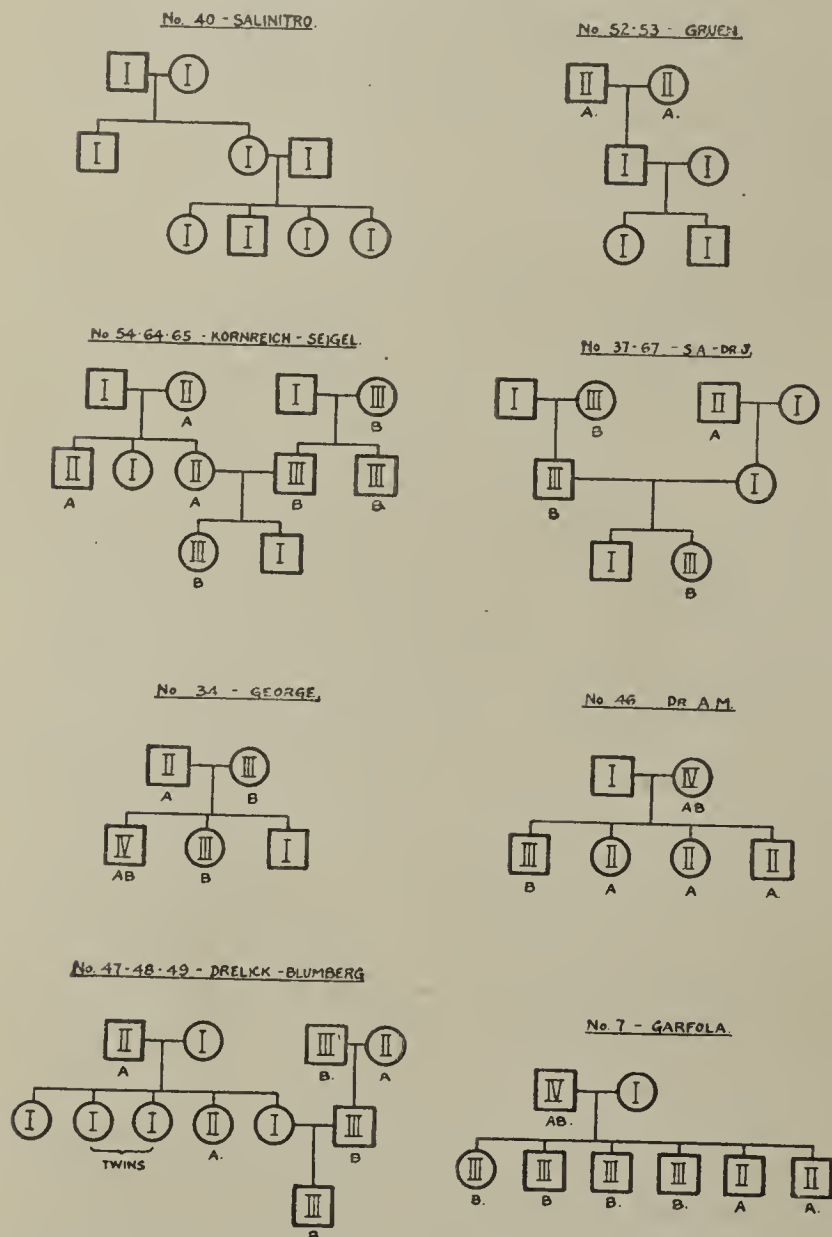 No. 40 - SALINITRO.
I I
I I I
I I I I
No 52·53 - GRUEN.
II II
A. A.
I I
I I
No 54·64·65 - KORNREICH - SEIGEL.
I II I III
A B
II I II III III
A A B B.
III I
B
No 37-67 - S.A - DR J.
I III II I
B A
III I
B
I III
B
No 34 - GEORGE.
II III
A B
IV III I
AB B
No 46 DR A.M.
I IV
AB
III II II II
B A A A.
No. 47-48-49 - DRELICK - BLUMBERG
II I III II
A B. A
I I I II I III
TWINS A. B
III
B
No. 7 - GARFOLA.
IV I
AB.
III III III III II II
B. B B. B. A A.